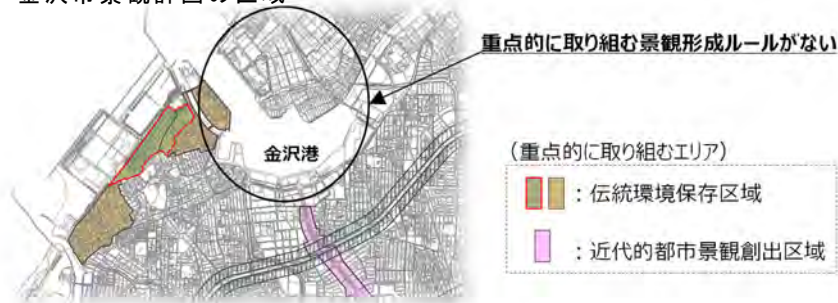 金沢市景観計画の区域
重点的に取り組む景観形成ルールがない
金沢港
（重点的に取り組むエリア）
：伝統環境保存区域
：近代的都市景観創出区域